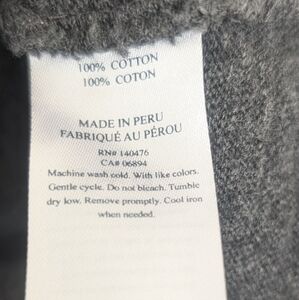 100% COTTON
100% COTON
MADE IN PERU
FABRIQUÉ AU PÉROU
RN# 140476
CA# 06894
Machine wash cold. With like colors.
Gentle cycle. Do not bleach. Tumble
dry low. Remove promptly. Cool iron
when needed.